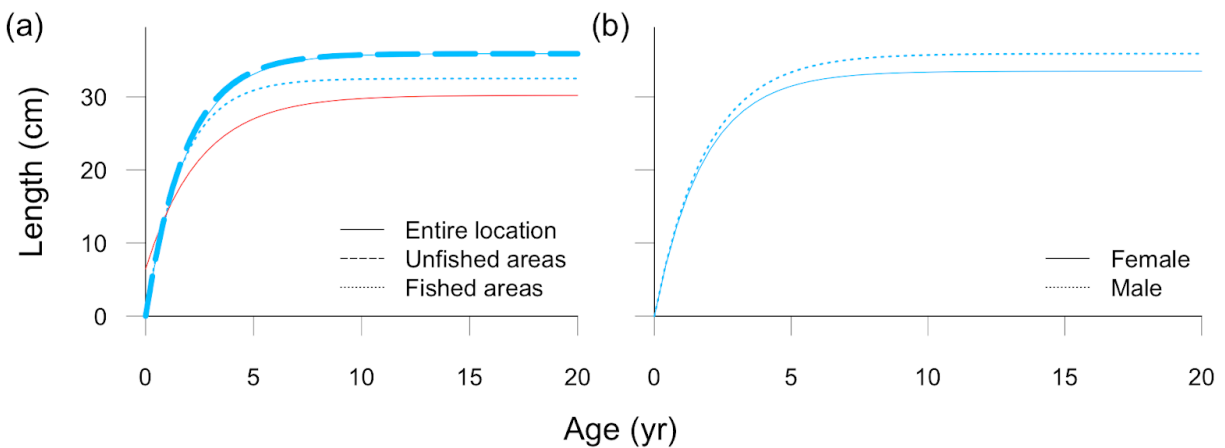 (a)
(b)
Length (cm)
30
20
10
0
Entire location
Unfished areas
Fished areas
Female
Male
0 5 10 15 20
0 5 10 15 20
Age (yr)